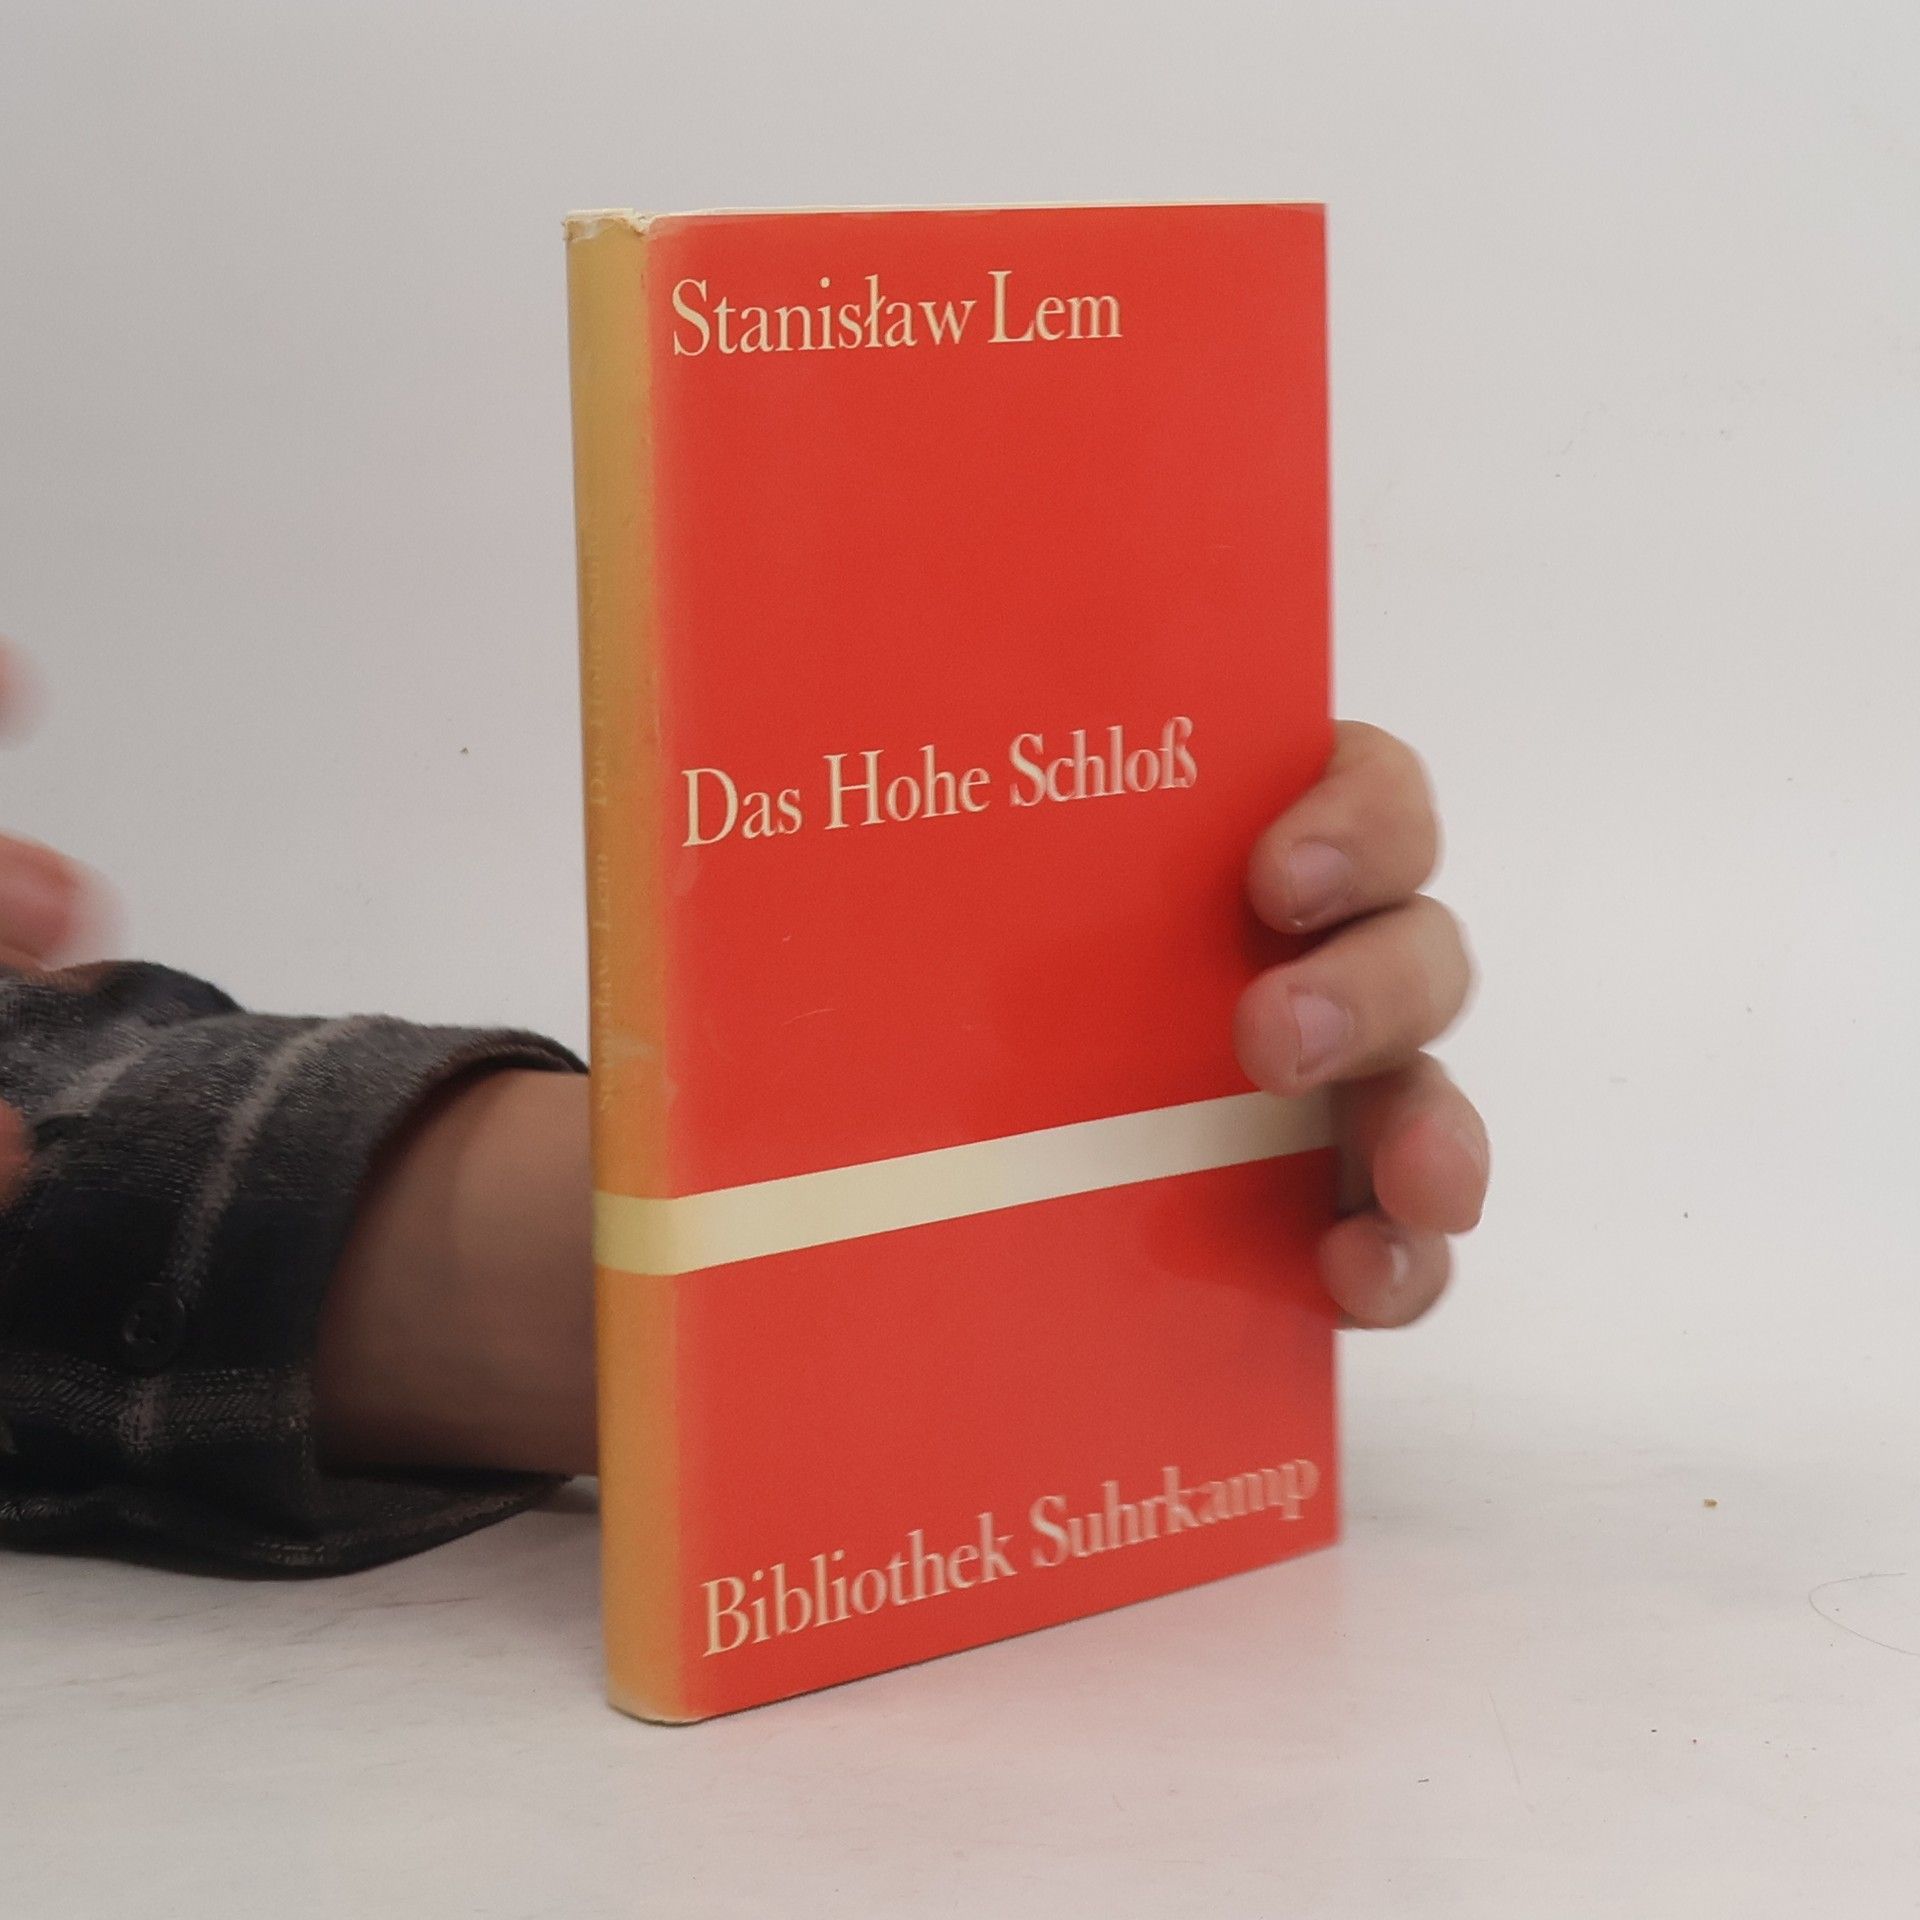 Stanisław Lem
Das Hohe Schloß
Bibliothek Suhrkamp